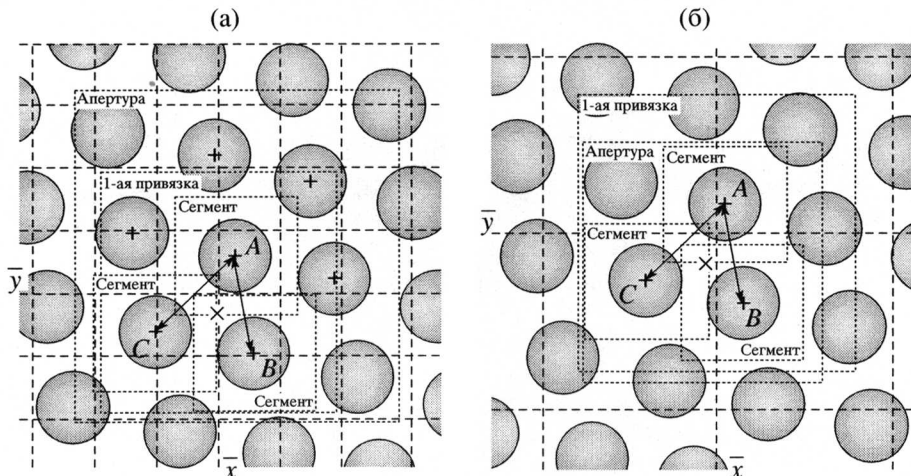 (а)
(б)
Апертура
1-ая привязка
Сегмент
A
Сегмент
C
B
Сегмент
y
x
1-ая привязка
Апертура
Сегмент
A
Сегмент
C
B
Сегмент
y
x